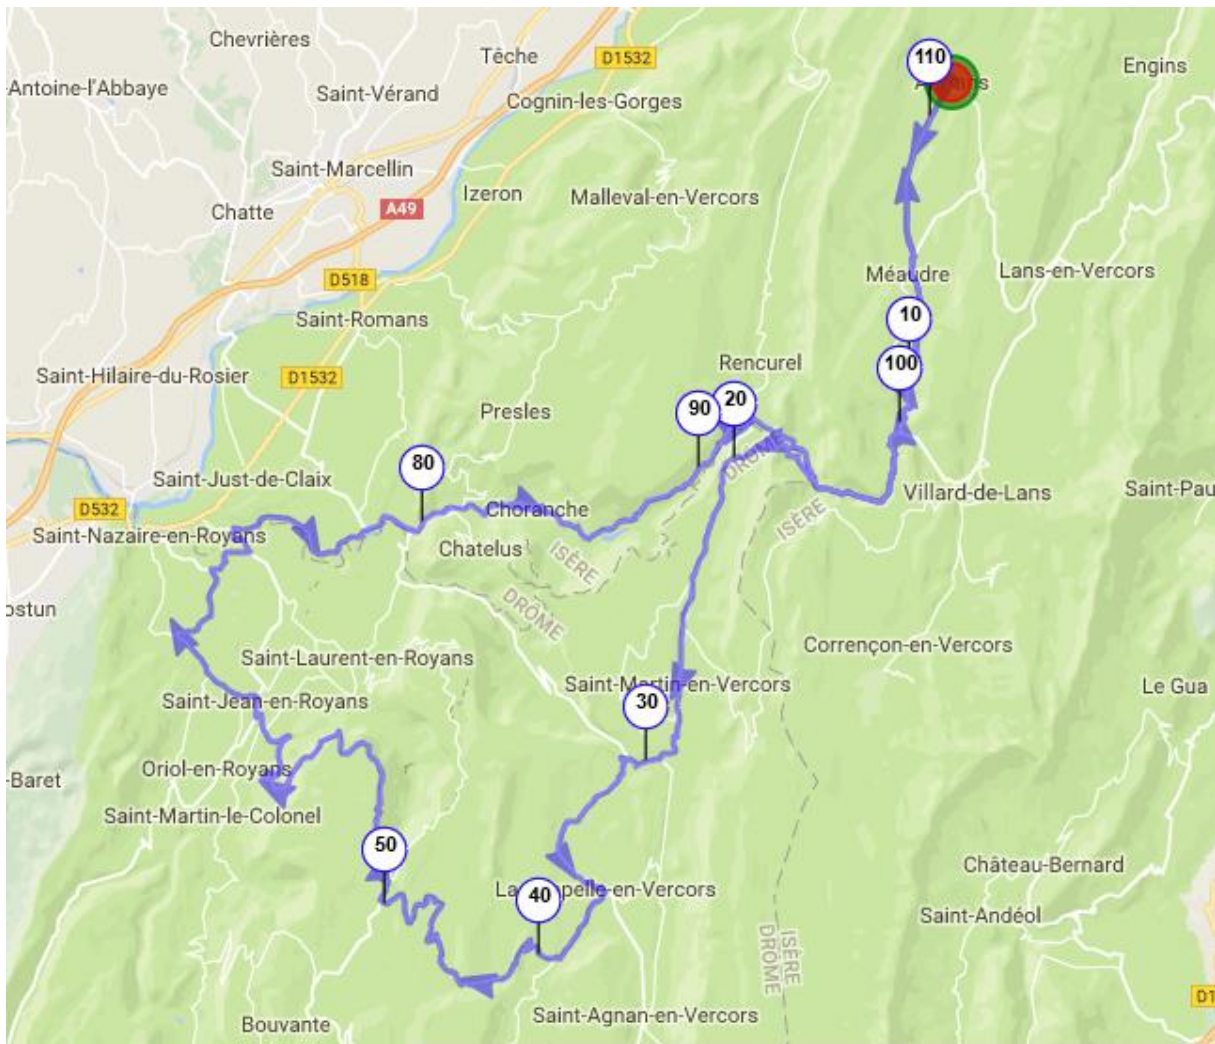 Chevrières
Têche
D1532
110
Engins
-Antoine-l'Abbaye
Saint-Vérand
Cognin-les-Gorges
Saint-Marcellin
Izeron
Malleval-en-Vercors
Chatte
A49
D518
Méaudre
Lans-en-Vercors
Saint-Romans
10
Rencurel
100
Saint-Hilaire-du-Rosier
D1532
Presles
90
20
80
DRÔME
Saint-Just-de-Claix
Villard-de-Lans
Saint-Pau
D532
Choranche
ISÈRE
Saint-Nazaire-en-Royans
Chatelus
ISÈRE
ostun
DRÔME
Corrençon-en-Vercors
Saint-Laurent-en-Royans
Saint-Martin-en-Vercors
Le Gua
Saint-Jean-en-Royans
30
Oriol-en-Royans
-Baret
Saint-Martin-le-Colonel
50
Château-Bernard
40
Saint-Andéol
ISÈRE
DRÔME
D1
Saint-Agnan-en-Vercors
Bouvante